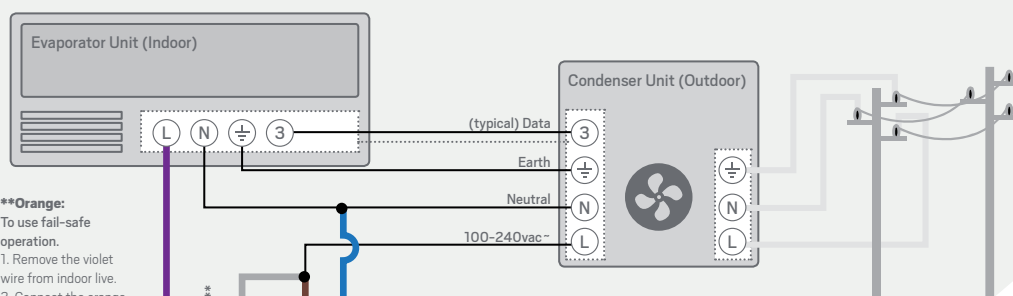 Evaporator Unit (Indoor)
L N 3
Condenser Unit (Outdoor)
(typical) Data 3
Earth
Neutral N N
100-240vac~ L L
**Orange:
To use fail-safe
operation.
1. Remove the violet
wire from indoor live.
**